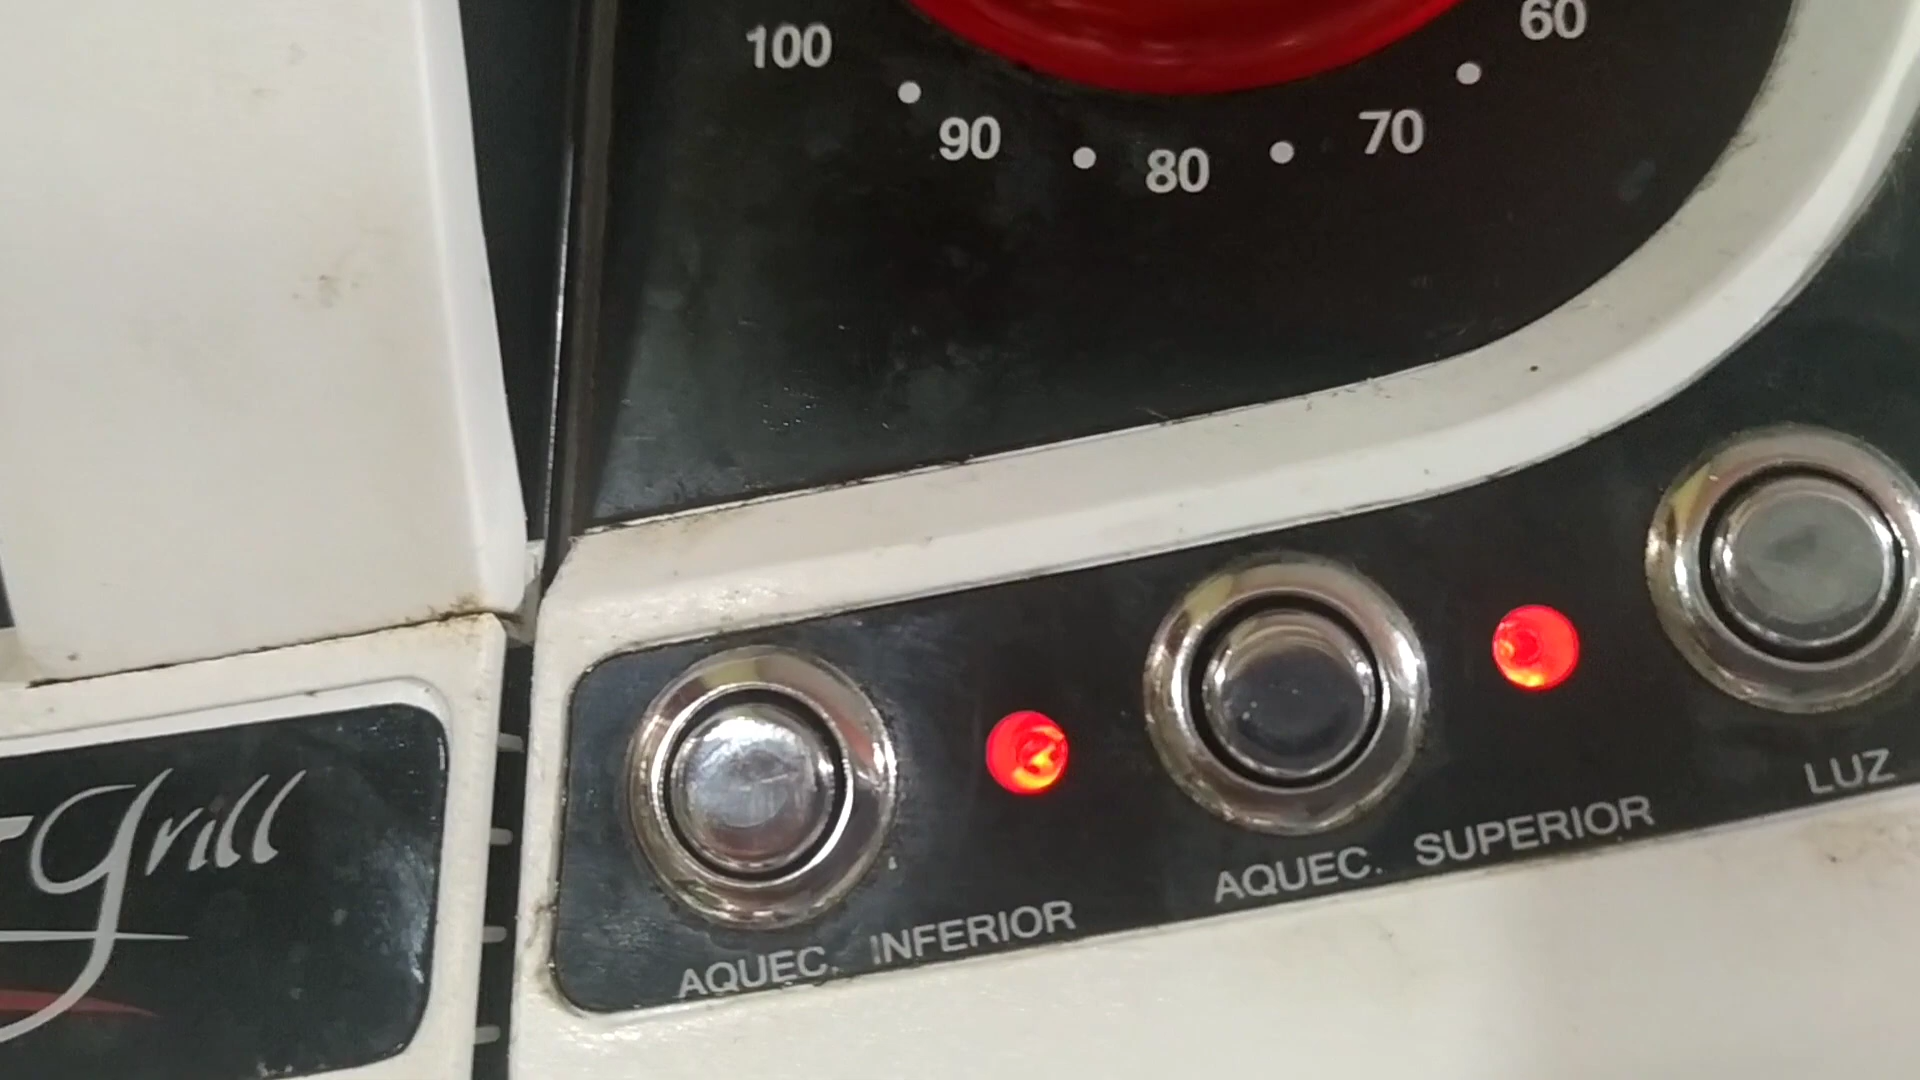 100
60
90
70
80
grill
LUZ
AQUEC. SUPERIOR
AQUEC. INFERIOR